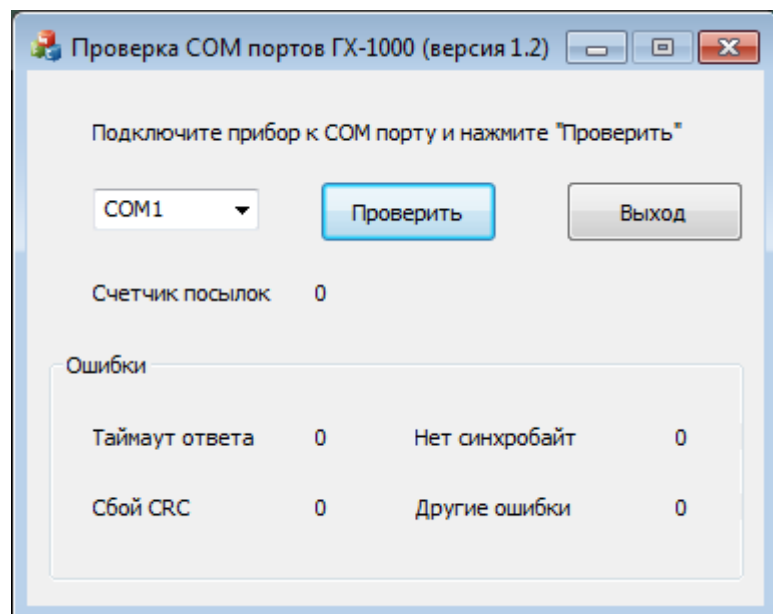 Проверка COM портов ГХ-1000 (версия 1.2)
Подключите прибор к COM порту и нажмите "Проверить"
COM1 Проверить Выход
Счетчик посылок 0
Ошибки
Таймаут ответа 0 Нет синхробайт 0
Сбой CRC 0 Другие ошибки 0